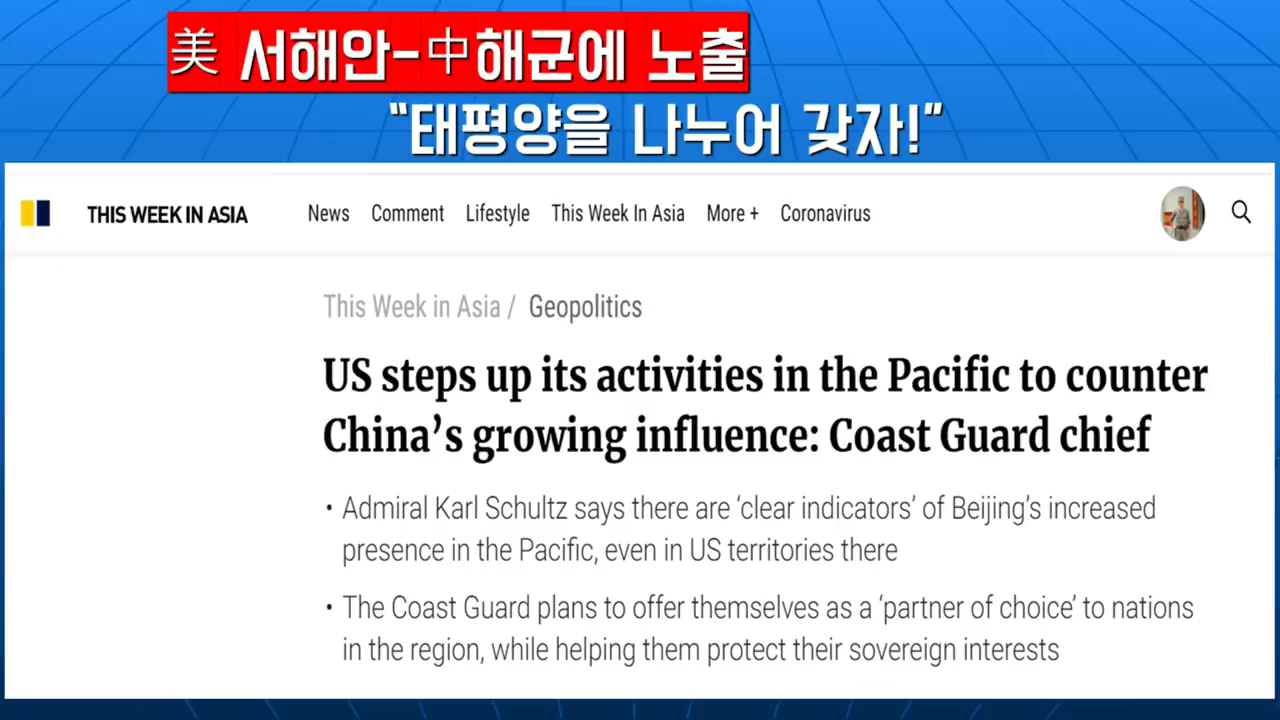 美 서해안-中해군에 노출
“태평양을 나누어 갖자!”
THIS WEEK IN ASIA
News Comment Lifestyle This Week In Asia More + Coronavirus
This Week in Asia / Geopolitics
US steps up its activities in the Pacific to counter
China’s growing influence: Coast Guard chief
• Admiral Karl Schultz says there are ‘clear indicators’ of Beijing’s increased
presence in the Pacific, even in US territories there
• The Coast Guard plans to offer themselves as a ‘partner of choice’ to nations
in the region, while helping them protect their sovereign interests